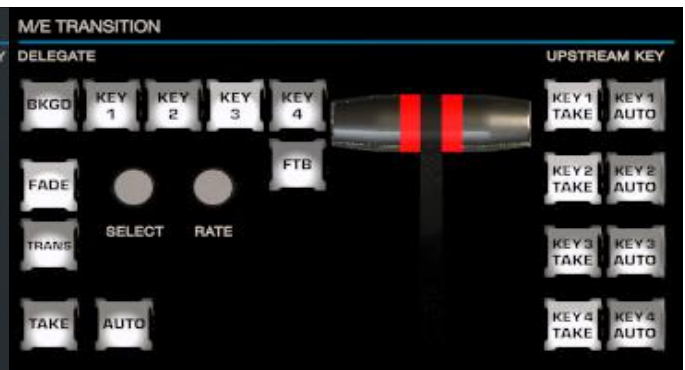 M/E TRANSITION
Y DELEGATE
UPSTREAM KEY
BKGD
KEY
1
KEY
2
KEY
3
KEY
4
KEY 1
TAKE
KEY 1
AUTO
FTB
FADE
KEY 2
TAKE
KEY 2
AUTO
SELECT
RATE
TRANS
KEY 3
TAKE
KEY 3
AUTO
TAKE
AUTO
KEY 4
TAKE
KEY 4
AUTO